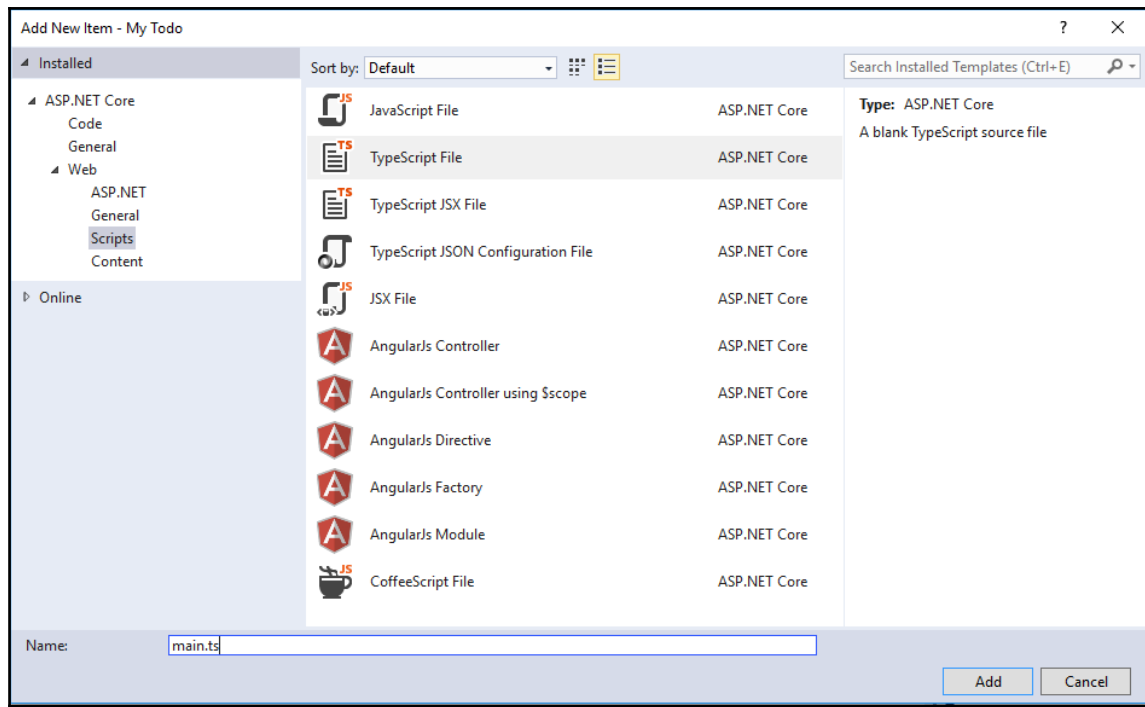 Add New Item - My Todo
?
Installed
Sort by: Default
Search Installed Templates (Ctrl+E)
ASP.NET Core
Code
General
Web
ASP.NET
General
Scripts
Content
Online
JS JavaScript File ASP.NET Core
TS TypeScript File ASP.NET Core
TS TypeScript JSX File ASP.NET Core
TypeScript JSON Configuration File ASP.NET Core
JS JSX File ASP.NET Core
A AngularJs Controller ASP.NET Core
A AngularJs Controller using $scope ASP.NET Core
A AngularJs Directive ASP.NET Core
A AngularJs Factory ASP.NET Core
A AngularJs Module ASP.NET Core
JS CoffeeScript File ASP.NET Core
Type: ASP.NET Core
A blank TypeScript source file
Name: main.ts
Add Cancel